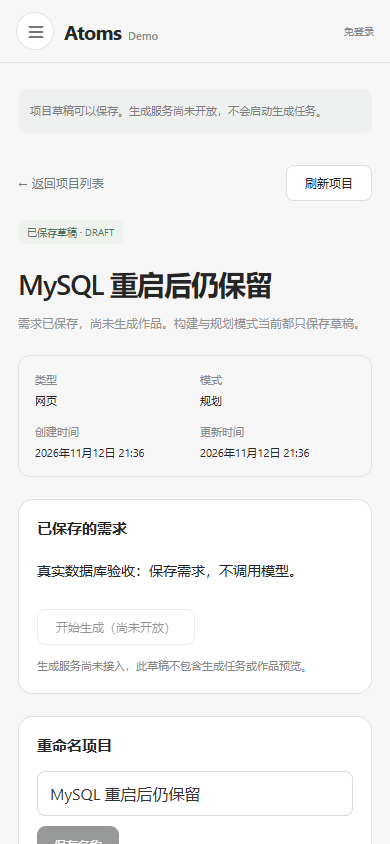 Atoms Demo
免登录
项目草稿可以保存。生成服务尚未开放，不会启动生成任务。
← 返回项目列表
刷新项目
已保存草稿 · DRAFT
MySQL 重启后仍保留
需求已保存，尚未生成作品。构建与规划模式当前都只保存草稿。
类型
模式
网页
规划
创建时间
更新时间
2026年11月12日 21:36
2026年11月12日 21:36
已保存的需求
真实数据库验收：保存需求，不调用模型。
开始生成（尚未开放）
生成服务尚未接入，此草稿不包含生成任务或作品预览。
重命名项目
MySQL 重启后仍保留
保存名称